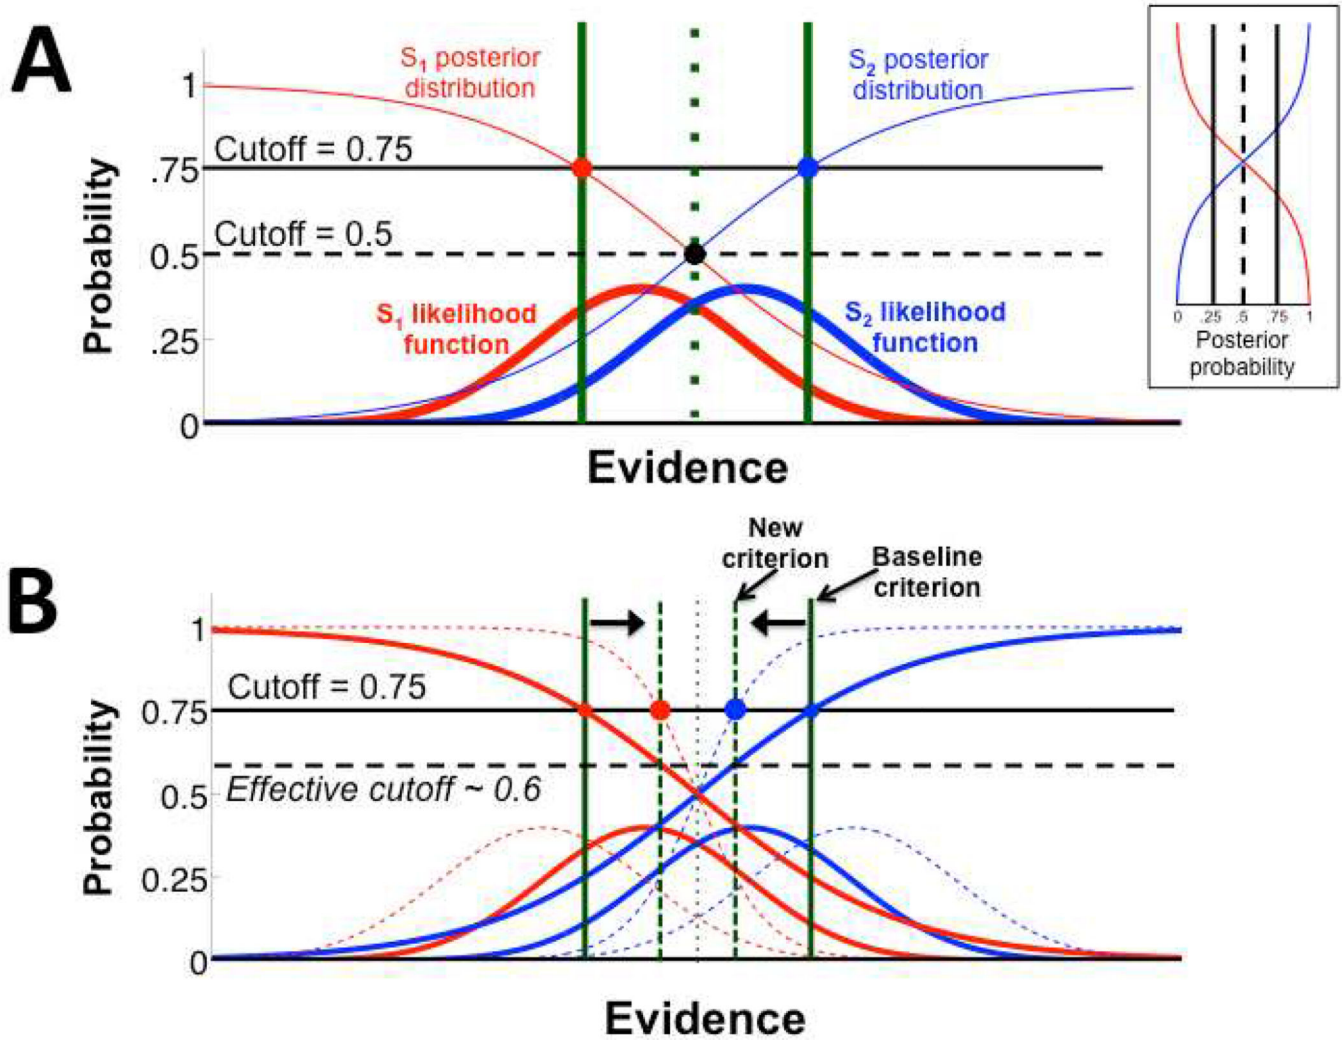 A
S1 posterior
distribution
S2 posterior
distribution
1
Cutoff = 0.75
.75
Cutoff = 0.5
0.5
S1 likelihood
function
S2 likelihood
function
.25
0
Probability
Evidence
0 .25 .5 .75 1
Posterior
probability
B
New
criterion
Baseline
criterion
1
Cutoff = 0.75
0.75
Effective cutoff ~ 0.6
0.5
0.25
0
Probability
Evidence